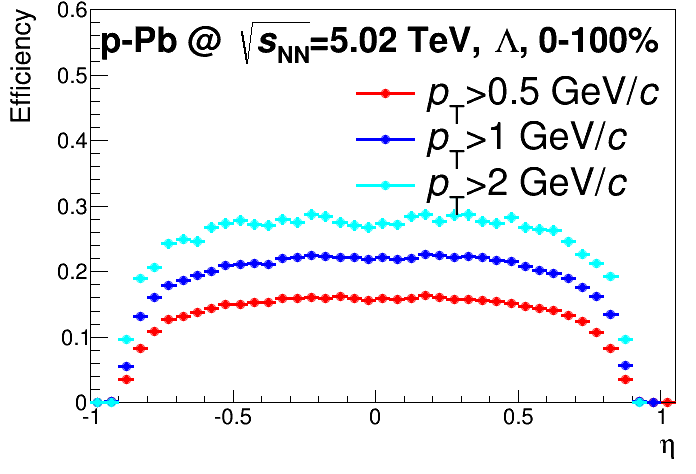 p-Pb @ √sNN=5.02 TeV, Λ, 0-100%
pT>0.5 GeV/c
pT>1 GeV/c
pT>2 GeV/c
Efficiency
0.6
0.5
0.4
0.3
0.2
0.1
0
-1 -0.5 0 0.5 1
η